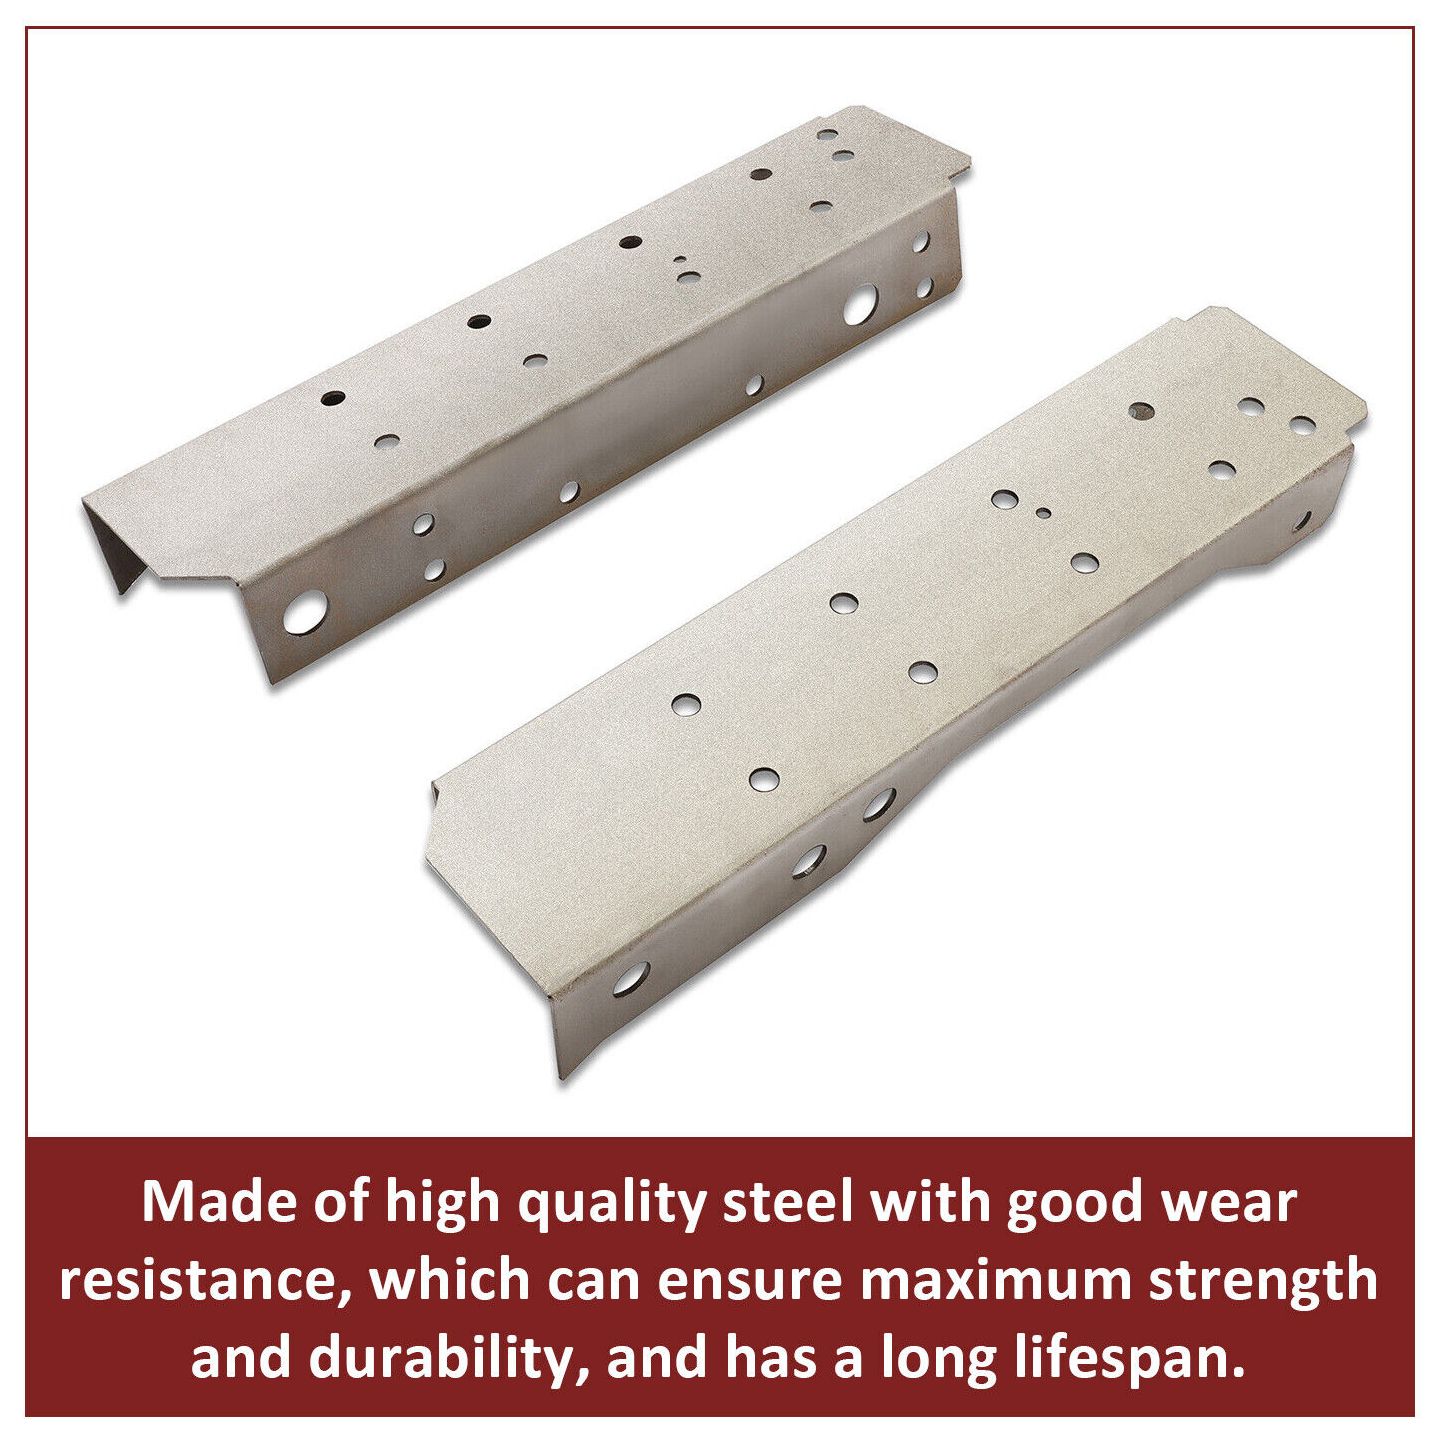 Made of high quality steel with good wear
resistance, which can ensure maximum strength
and durability, and has a long lifespan.